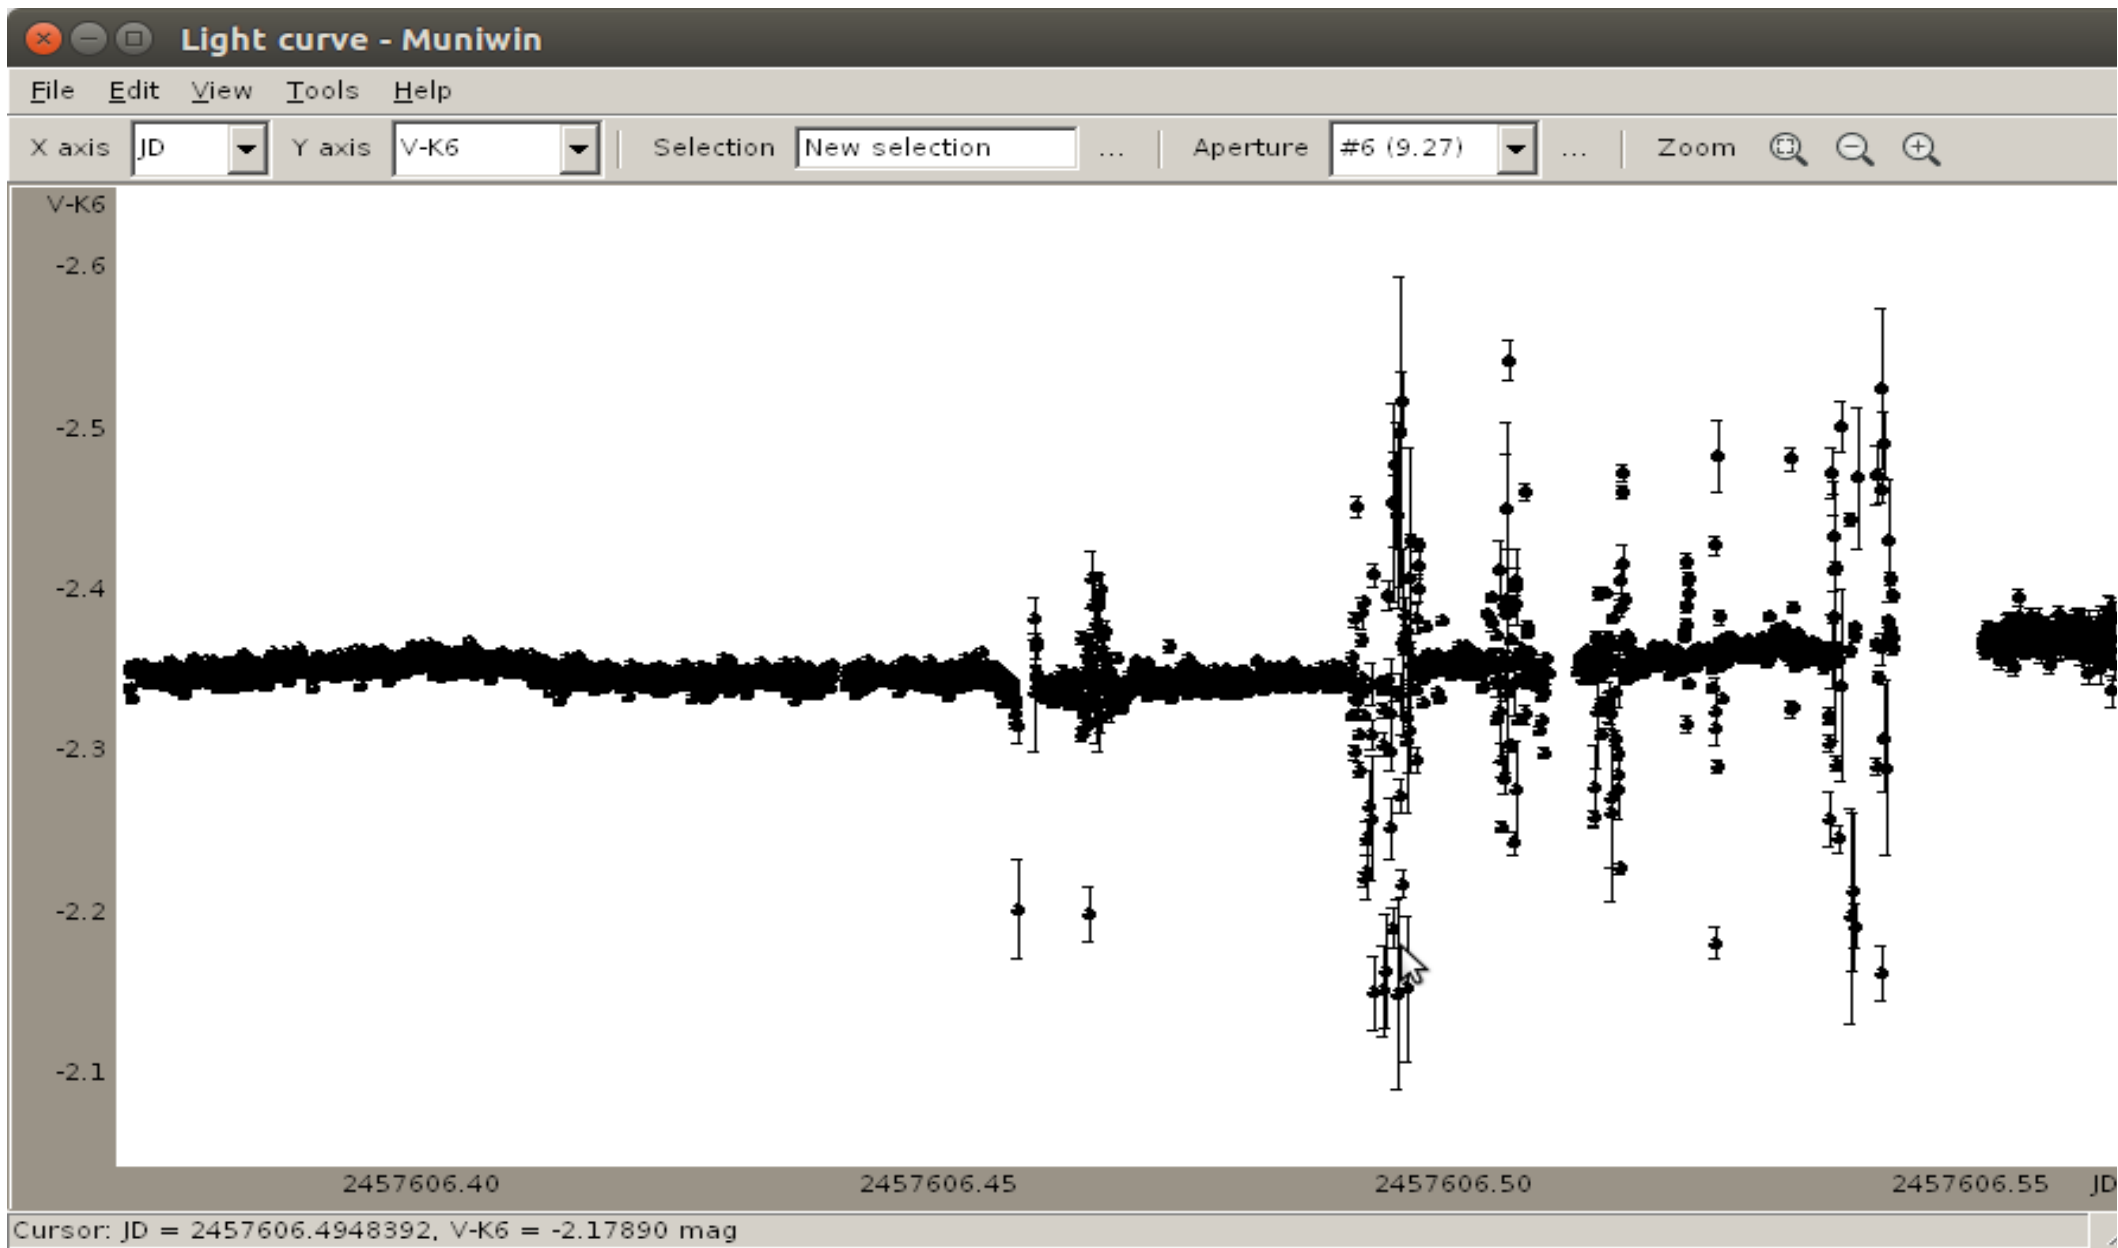 Light curve - Muniwin
File Edit View Tools Help
X axis JD Y axis V-K6 Selection New selection ... Aperture #6 (9.27) ... Zoom
V-K6
-2.6
-2.5
-2.4
-2.3
-2.2
-2.1
2457606.40 2457606.45 2457606.50 2457606.55 JD
Cursor: JD = 2457606.4948392, V-K6 = -2.17890 mag